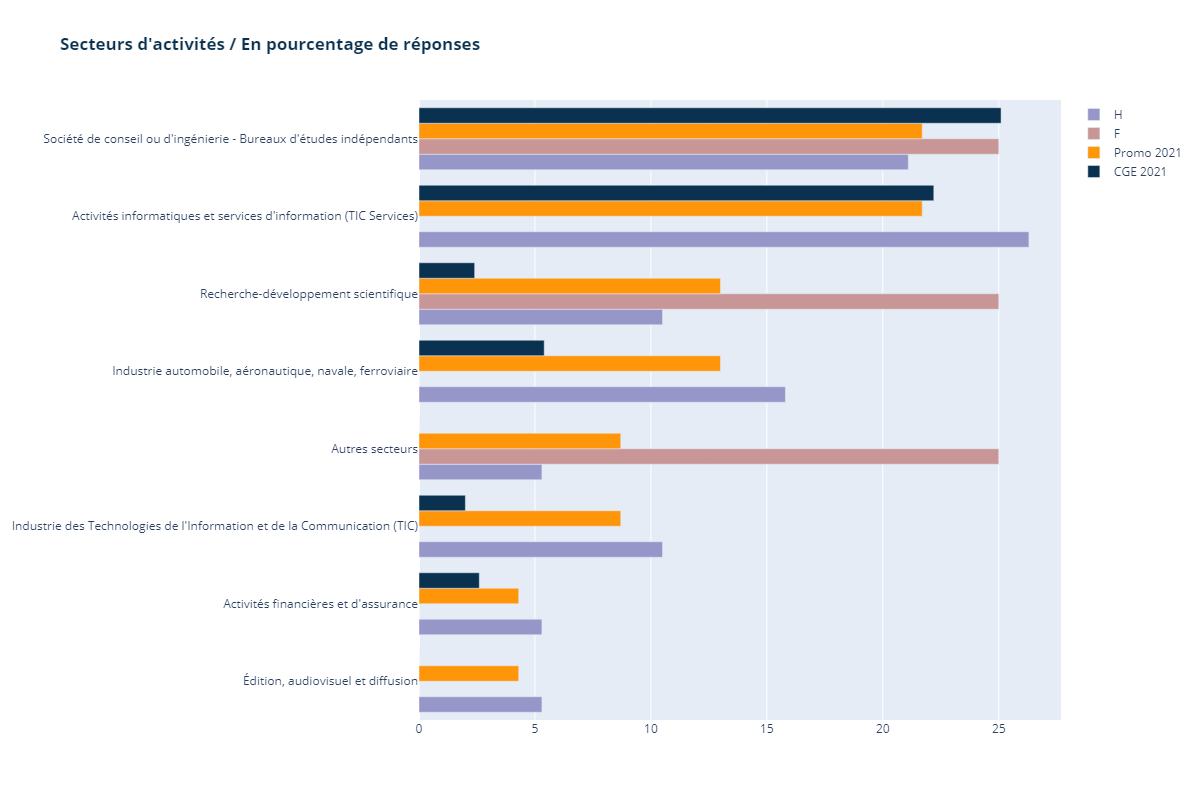 Secteurs d'activités / En pourcentage de réponses
H
F
Promo 2021
CGE 2021
Société de conseil ou d'ingénierie - Bureaux d'études indépendants
Activités informatiques et services d'information (TIC Services)
Recherche-développement scientifique
Industrie automobile, aéronautique, navale, ferroviaire
Autres secteurs
Industrie des Technologies de l'Information et de la Communication (TIC)
Activités financières et d'assurance
Édition, audiovisuel et diffusion
0 5 10 15 20 25